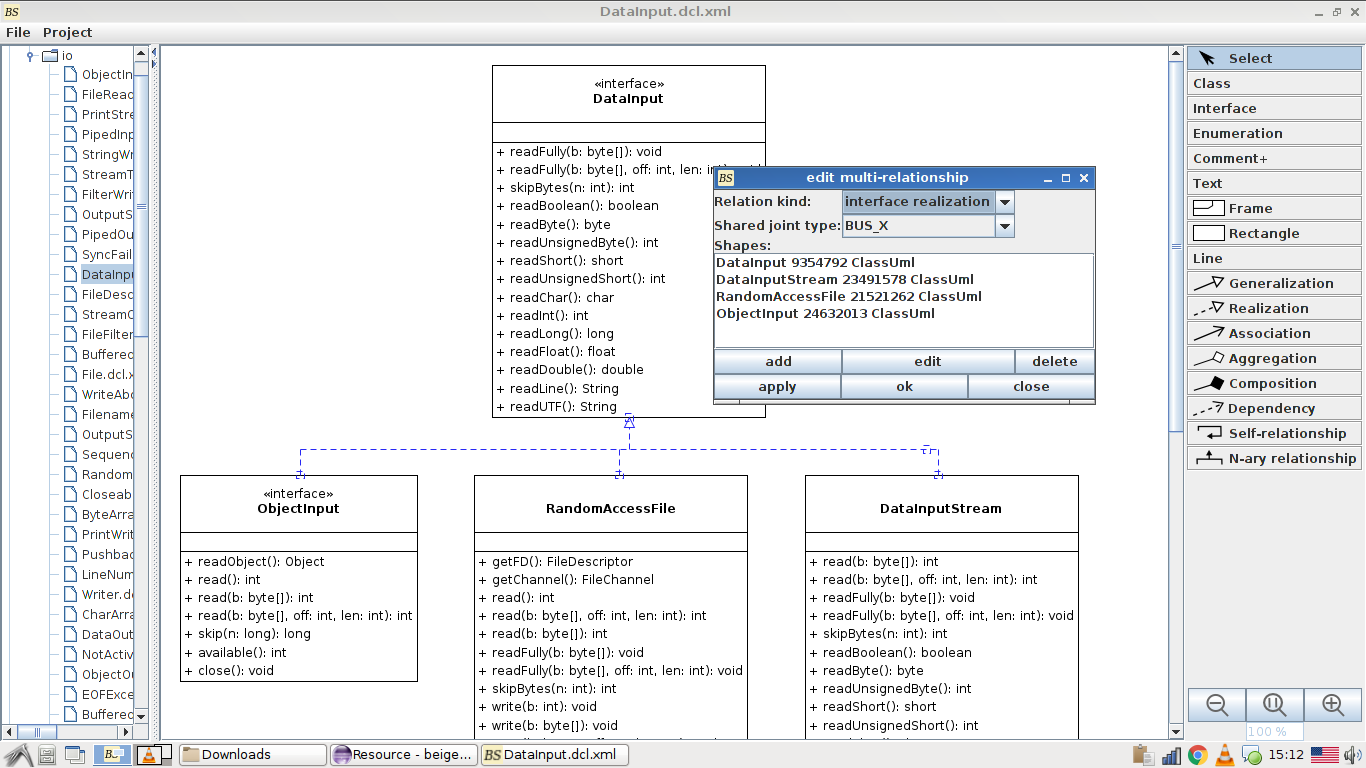 BS DataInput.dcl.xml
File Project
io
ObjectIn
FileRead
PrintStre
PipedInp
StringWr
StreamT
FilterWrit
OutputS
PipedOu
SyncFail
DataInpu
FileDesc
StreamC
FileFilter
Buffered
File.dcl.x
WriteAbo
Filename
OutputS
Sequenc
Random
Closeab
ByteArra
PrintWrit
Pushbac
LineNum
Writer.dc
CharArra
DataOut
NotActiv
ObjectOu
EOFExce
Buffered
«interface»
DataInput
+ readFully(b: byte[]): void
+ readFully(b: byte[], off: int, len: int): void
+ skipBytes(n: int): int
+ readBoolean(): boolean
+ readByte(): byte
+ readUnsignedByte(): int
+ readShort(): short
+ readUnsignedShort(): int
+ readChar(): char
+ readInt(): int
+ readLong(): long
+ readFloat(): float
+ readDouble(): double
+ readLine(): String
+ readUTF(): String
BS edit multi-relationship
Relation kind: interface realization
Shared joint type: BUS_X
Shapes:
DataInput 9354792 ClassUml
DataInputStream 23491578 ClassUml
RandomAccessFile 21521262 ClassUml
ObjectInput 24632013 ClassUml
add edit delete
apply ok close
«interface»
ObjectInput
+ readObject(): Object
+ read(): int
+ read(b: byte[]): int
+ read(b: byte[], off: int, len: int): int
+ skip(n: long): long
+ available(): int
+ close(): void
RandomAccessFile
+ getFD(): FileDescriptor
+ getChannel(): FileChannel
+ read(): int
+ read(b: byte[], off: int, len: int): int
+ read(b: byte[]): int
+ readFully(b: byte[]): void
+ readFully(b: byte[], off: int, len: int): void
+ skipBytes(n: int): int
+ write(b: int): void
+ write(b: byte[]): void
DataInputStream
+ read(b: byte[]): int
+ read(b: byte[], off: int, len: int): int
+ readFully(b: byte[]): void
+ readFully(b: byte[], off: int, len: int): void
+ skipBytes(n: int): int
+ readBoolean(): boolean
+ readByte(): byte
+ readUnsignedByte(): int
+ readShort(): short
+ readUnsignedShort(): int
Select
Class
Interface
Enumeration
Comment+
Text
Frame
Rectangle
Line
Generalization
Realization
Association
Aggregation
Composition
Dependency
Self-relationship
N-ary relationship
100 %
BS
Downloads
Resource - beige...
BS DataInput.dcl.xml
15:12